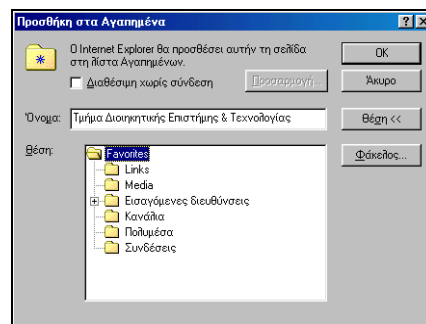 Προσθήκη στα Αγαπημένα
Ο Internet Explorer θα προσθέσει αυτήν τη σελίδα
στη λίστα Αγαπημένων.
OK
Διαθέσιμη χωρίς σύνδεση
Προσαρμογή...
Άκυρο
Όνομα:
Τμήμα Διοικητικής Επιστήμης & Τεχνολογίας
Θέση <<
Θέση:
Favorites
Φάκελος...
Links
Media
Εισαγόμενες διευθύνσεις
Κανάλια
Πολυμέσα
Συνδέσεις